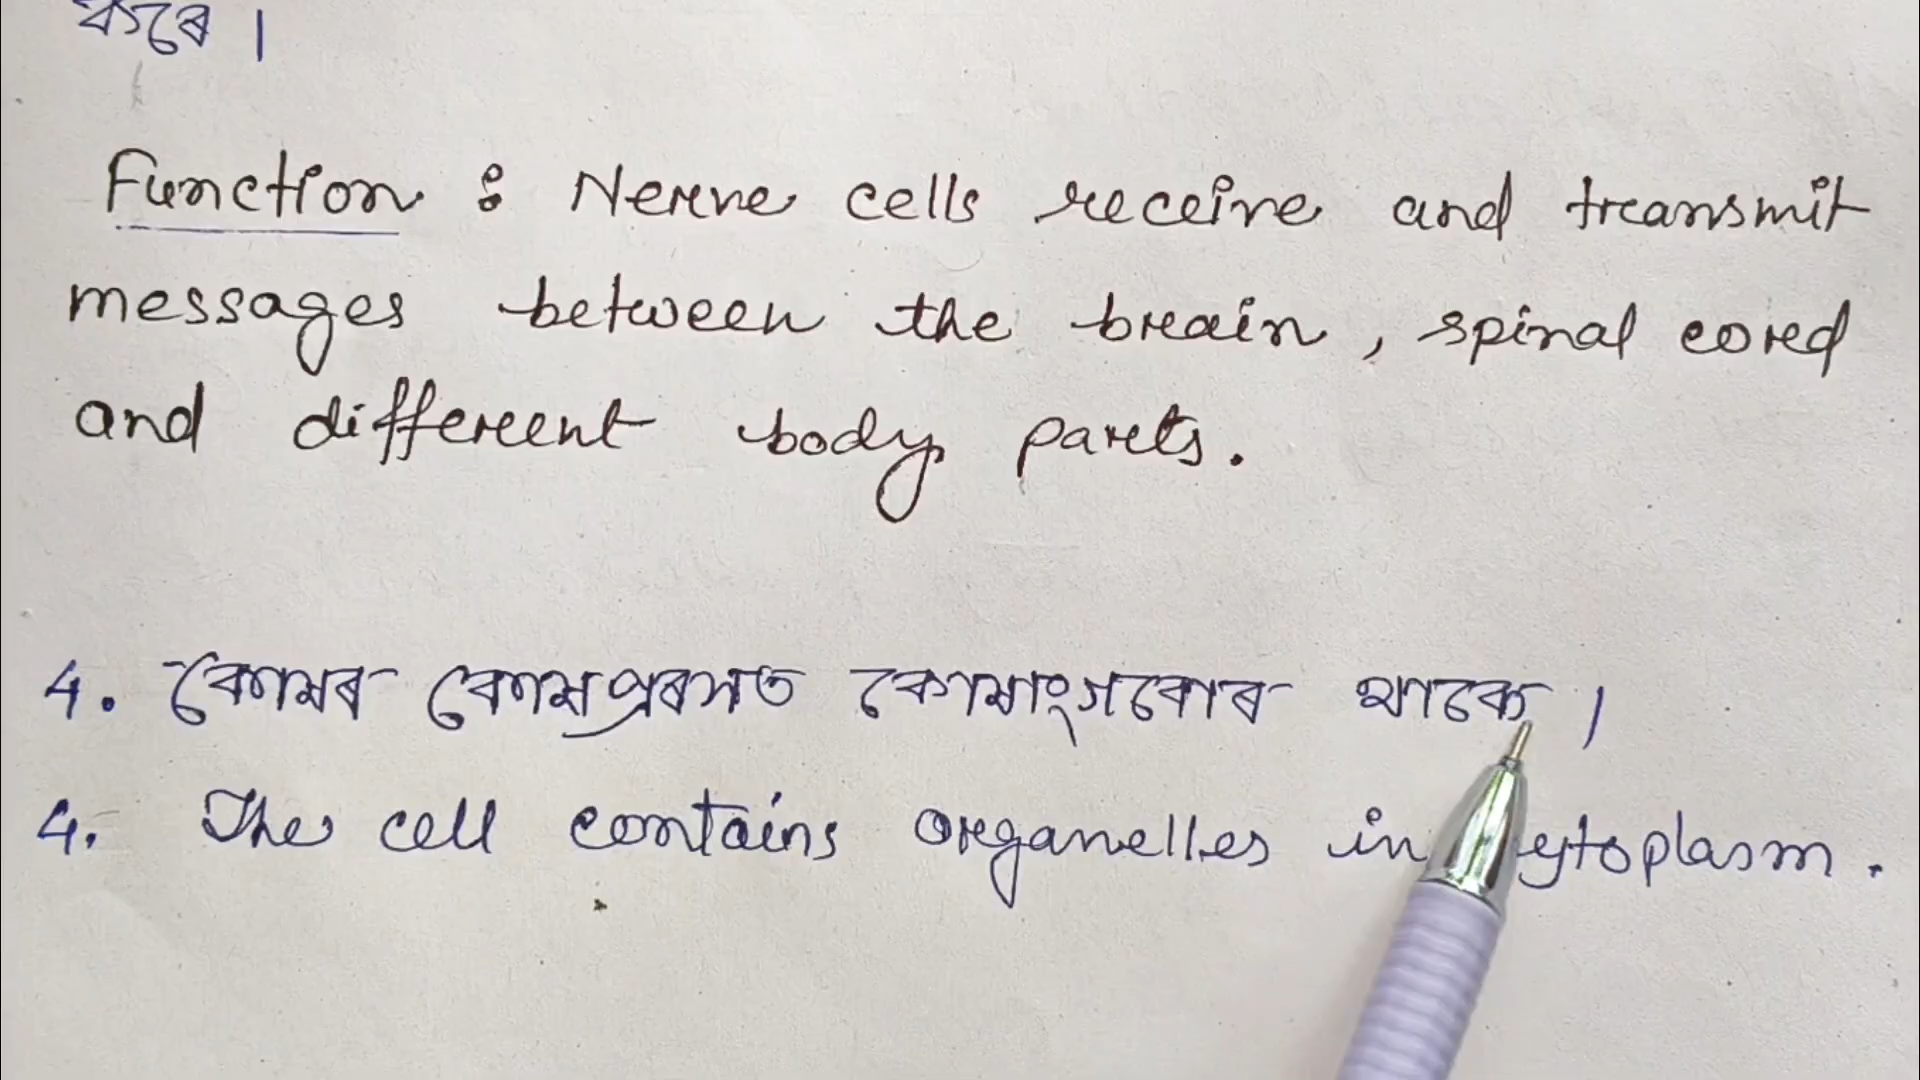 কৰে।
Function : Nerve cells receive and transmit
messages between the brain, spinal cord
and different body parts.
4. কোষৰ কোষপ্ৰৰসত কোষাংগবোৰ থাকে।
4. The cell contains organelles in cytoplasm.